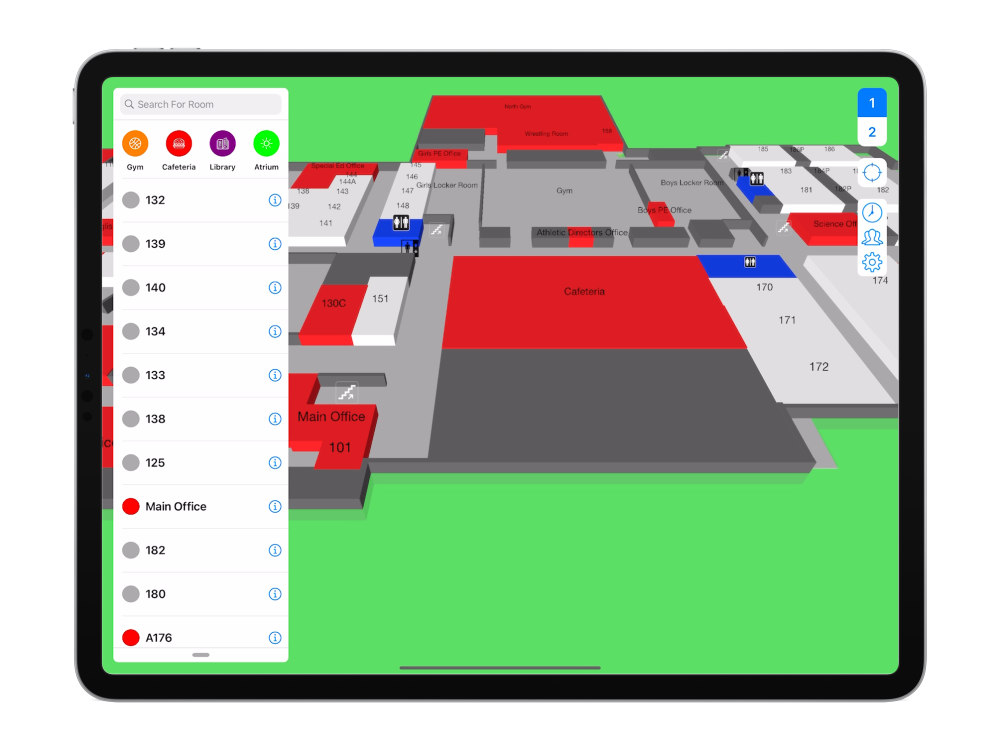 Search For Room
Gym
Cafeteria
Library
Atrium
132
139
140
134
133
138
125
Main Office
182
180
A176
1
2
North Gym
Wrestling Room
168
Girls PE Office
Special Ed Office
144A
138
143
139
142
141
145
146
147
148
Girls Locker Room
Gym
Boys Locker Room
Boys PE Office
Athletic Directors Office
185
186
183
181
182P
182
Science Off
174
130C
151
Cafeteria
170
171
172
Main Office
101